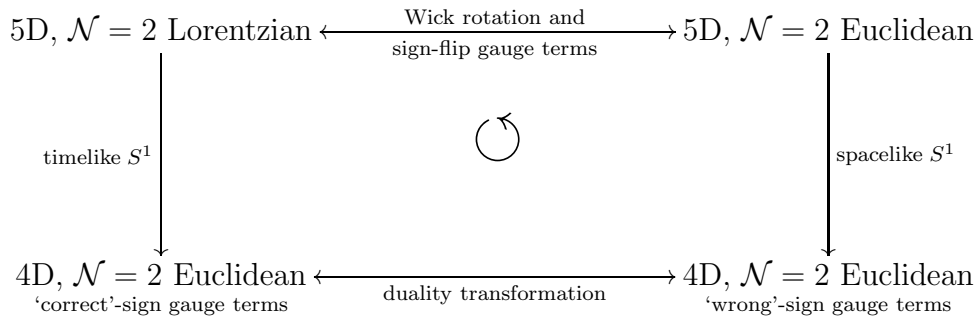 5D, 𝒩 = 2 Lorentzian
Wick rotation and
sign-flip gauge terms
5D, 𝒩 = 2 Euclidean
timelike S¹
spacelike S¹
4D, 𝒩 = 2 Euclidean
'correct'-sign gauge terms
duality transformation
4D, 𝒩 = 2 Euclidean
'wrong'-sign gauge terms